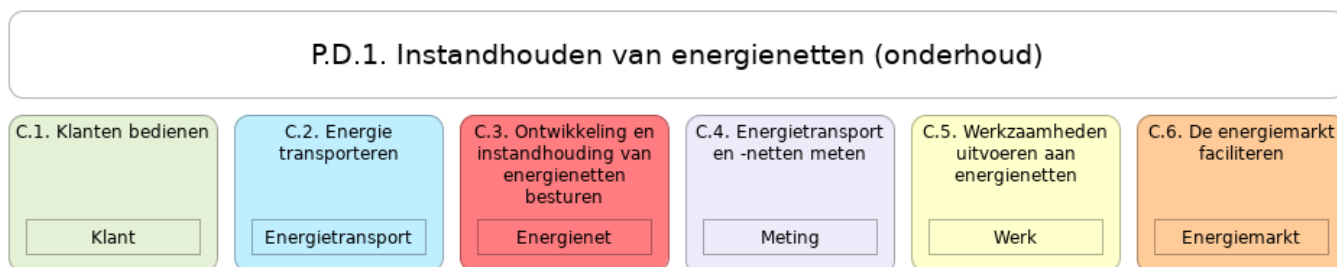 P.D.1. Instandhouden van energienetten (onderhoud)
C.1. Klanten bedienen
Klant
C.2. Energie
transporteren
Energietransport
C.3. Ontwikkeling en
instandhouding van
energienetten
besturen
Energienet
C.4. Energietransport
en -netten meten
Meting
C.5. Werkzaamheden
uitvoeren aan
energienetten
Werk
C.6. De energiemarkt
faciliteren
Energiemarkt